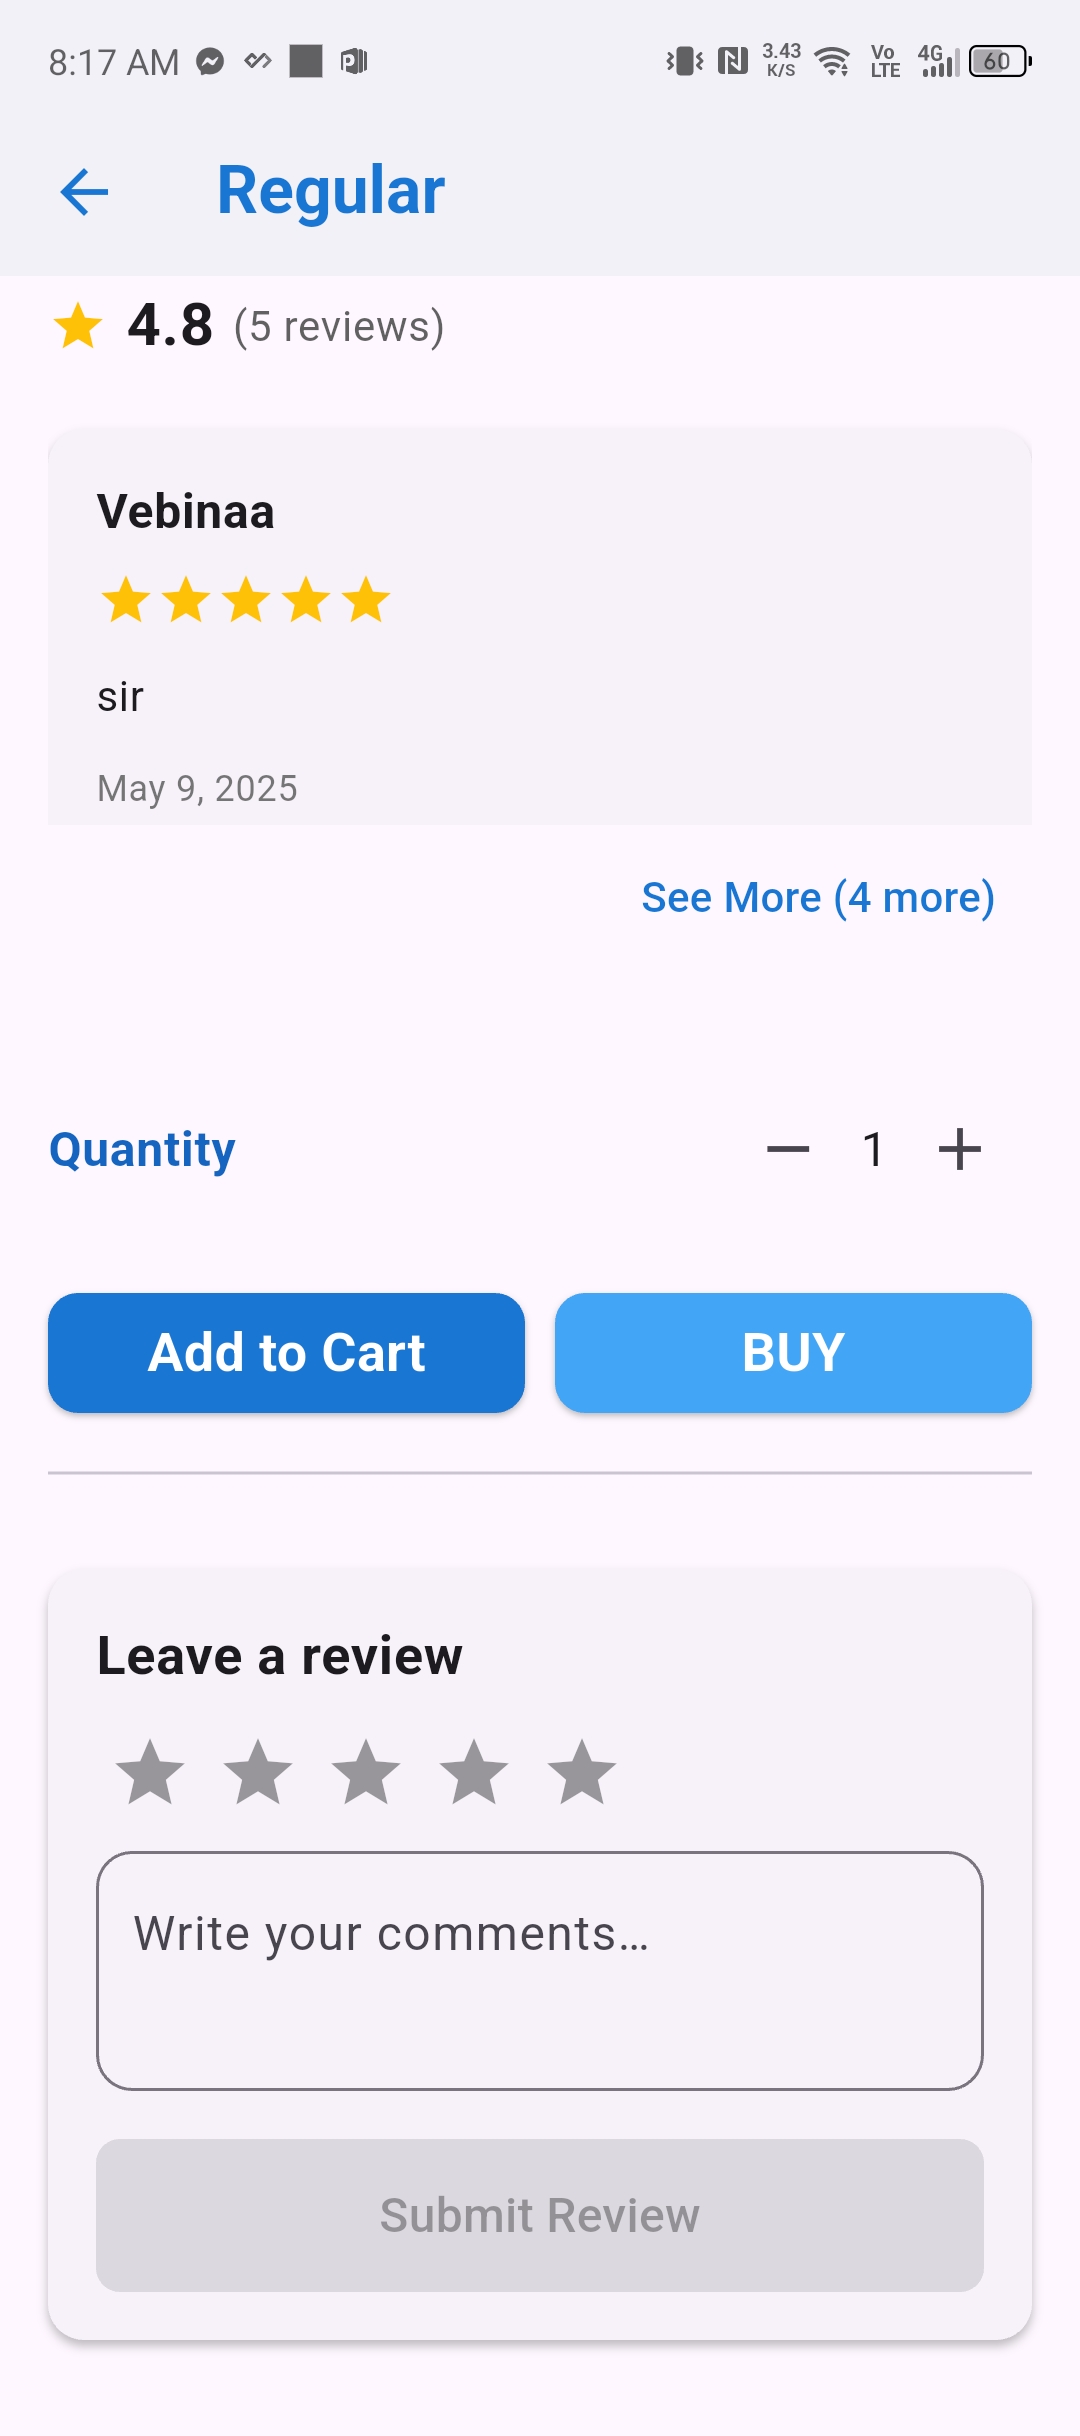 8:17 AM
3.43 K/S
Vo LTE
4G
60
Regular
4.8 (5 reviews)
Vebinaa
sir
May 9, 2025
See More (4 more)
Quantity
1
Add to Cart
BUY
Leave a review
Write your comments…
Submit Review